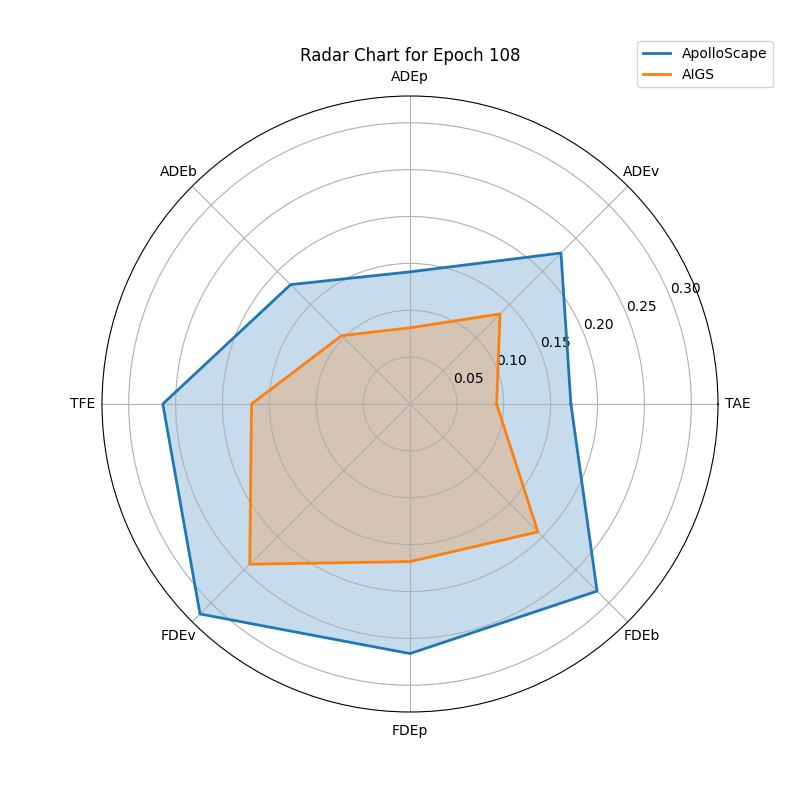 Radar Chart for Epoch 108
ApolloScape
AIGS
ADEp
ADEb
ADEv
0.30
0.25
0.20
0.15
0.10
0.05
TFE
TAE
FDEv
FDEb
FDEp